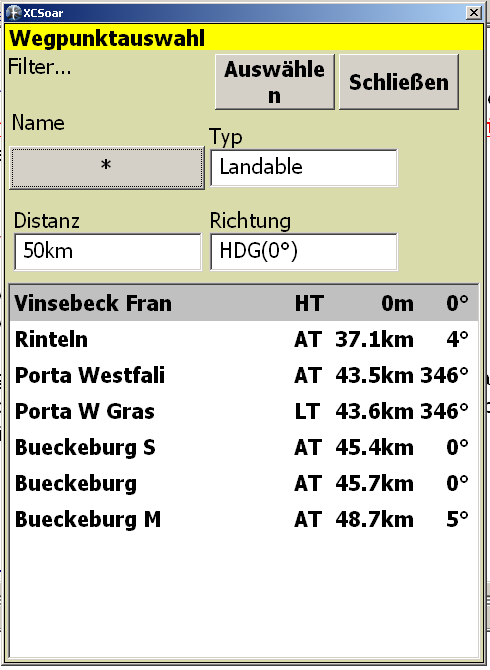 XCSoar
Wegpunktauswahl
Filter...
Auswähle
n
Schließen
Name
Typ
*
Landable
Distanz
Richtung
50km
HDG(0°)
Vinsebeck Fran HT 0m 0°
Rinteln AT 37.1km 4°
Porta Westfali AT 43.5km 346°
Porta W Gras LT 43.6km 346°
Bueckeburg S AT 45.4km 0°
Bueckeburg AT 45.7km 0°
Bueckeburg M AT 48.7km 5°